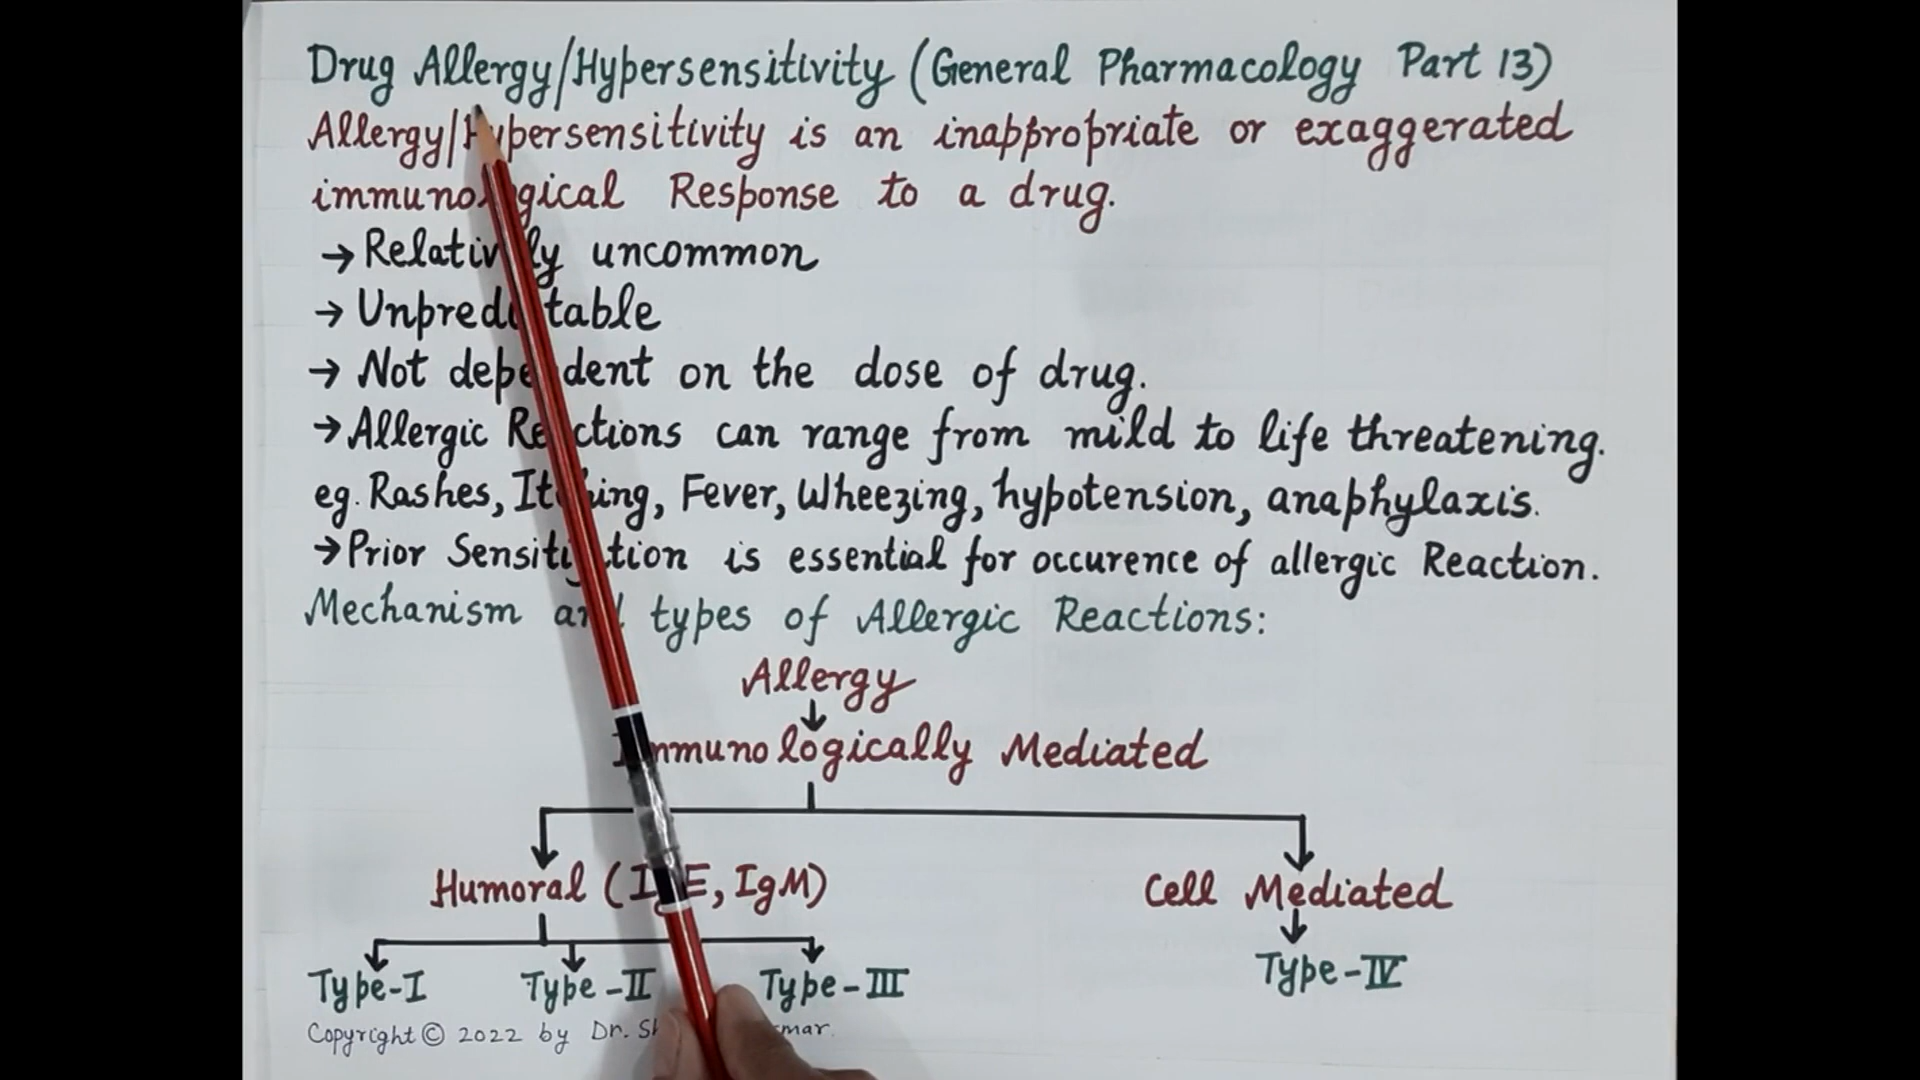 Drug Allergy/Hypersensitivity (General Pharmacology Part 13)
Allergy/Hypersensitivity is an inappropriate or exaggerated
immunological Response to a drug.
→ Relatively uncommon
→ Unpredictable
→ Not dependent on the dose of drug.
→ Allergic Reactions can range from mild to life threatening.
eg. Rashes, Itching, Fever, Wheezing, hypotension, anaphylaxis.
→ Prior Sensitization is essential for occurence of allergic Reaction.
Mechanism and types of Allergic Reactions:
Allergy
Immunologically Mediated
Humoral (IgE, IgM)
Cell Mediated
Type-I
Type-II
Type-III
Type-IV
Copyright © 2022 by Dr.